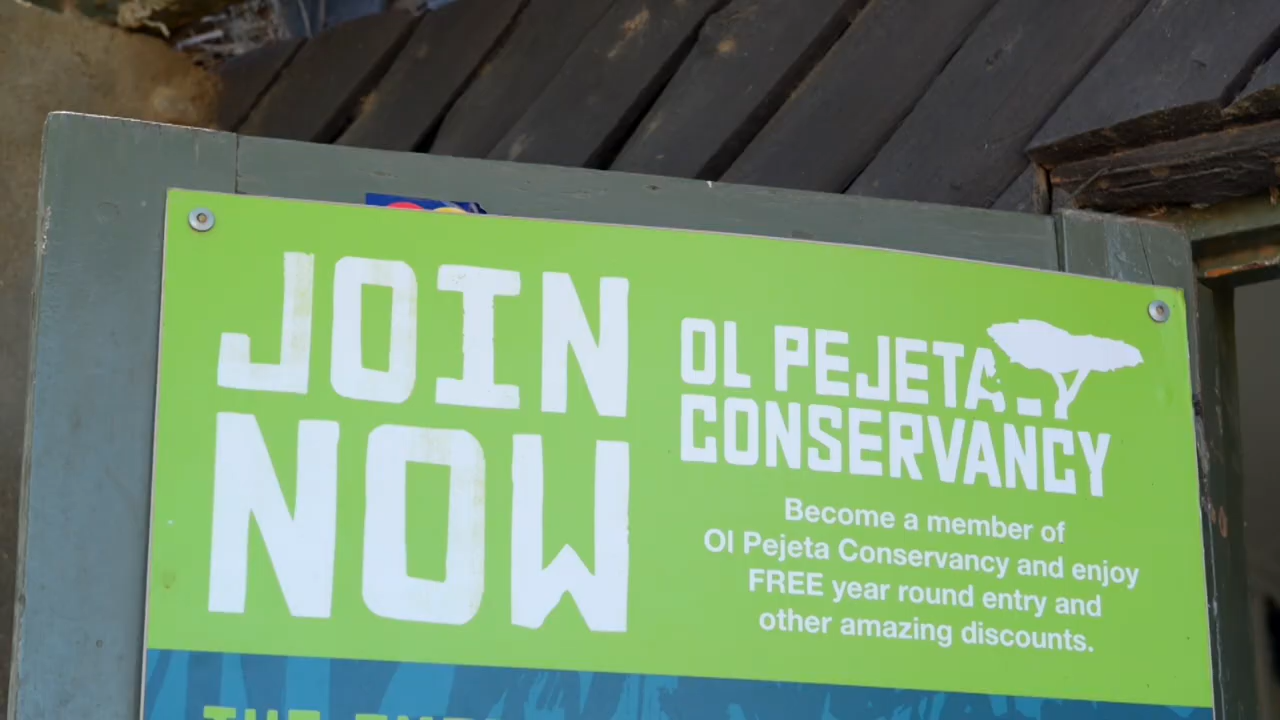 JOIN
NOW
OL PEJETA
CONSERVANCY
Become a member of
Ol Pejeta Conservancy and enjoy
FREE year round entry and
other amazing discounts.